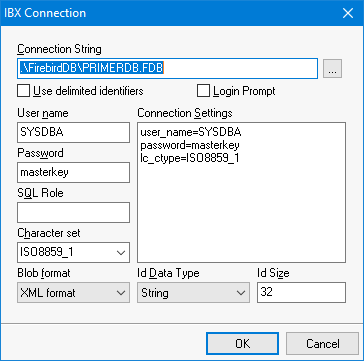 IBX Connection
Connection String
.\FirebirdDB\PRIMERDB.FDB
...
Use delimited identifiers
Login Prompt
User name
Connection Settings
SYSDBA
user_name=SYSDBA
password=masterkey
lc_ctype=ISO8859_1
Password
masterkey
SQL Role
Character set
ISO8859_1
Blob format
Id Data Type
Id Size
XML format
String
32
OK
Cancel